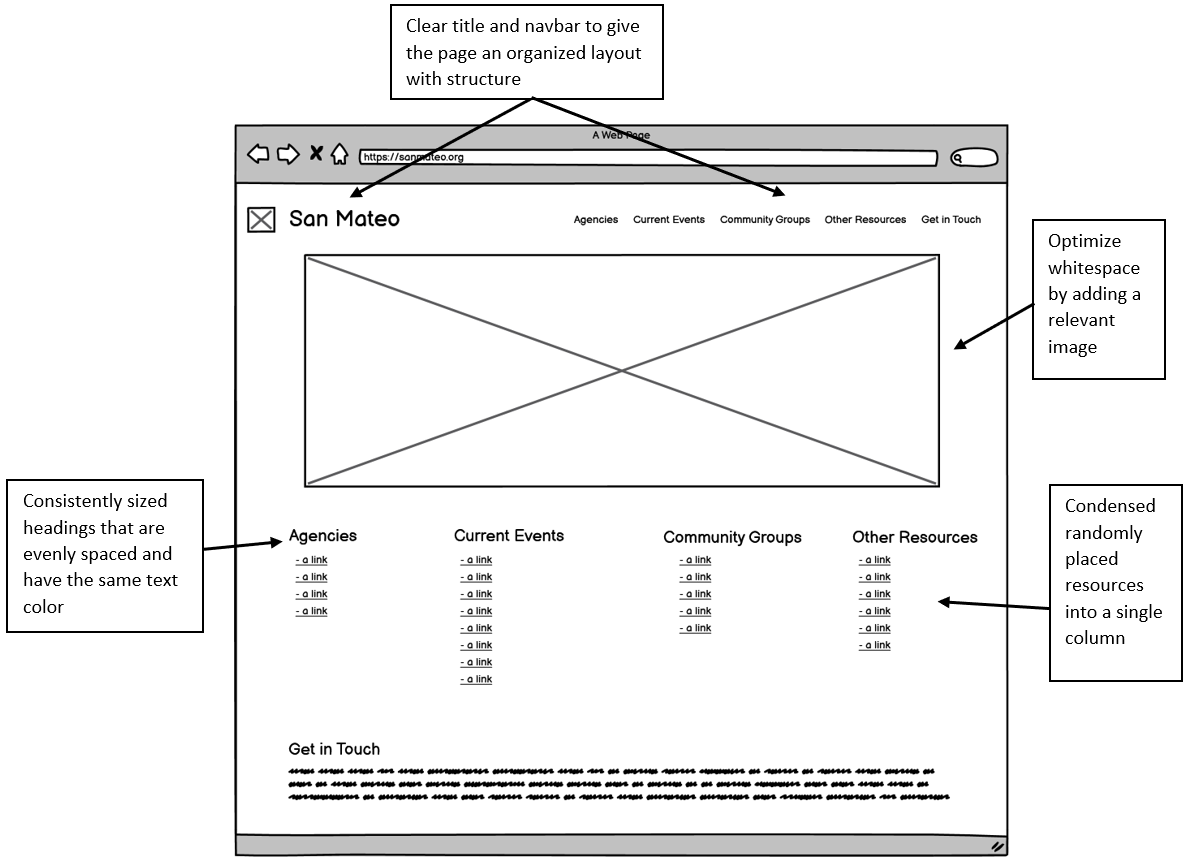 Clear title and navbar to give
the page an organized layout
with structure
A Web Page
https://sanmateo.org
San Mateo
Agencies Current Events Community Groups Other Resources Get in Touch
Optimize
whitespace
by adding a
relevant
image
Consistently sized
headings that are
evenly spaced and
have the same text
color
Condensed
randomly
placed
resources
into a single
column
Agencies
- a link
- a link
- a link
- a link
Current Events
- a link
- a link
- a link
- a link
- a link
- a link
- a link
- a link
Community Groups
- a link
- a link
- a link
- a link
- a link
Other Resources
- a link
- a link
- a link
- a link
- a link
- a link
Get in Touch